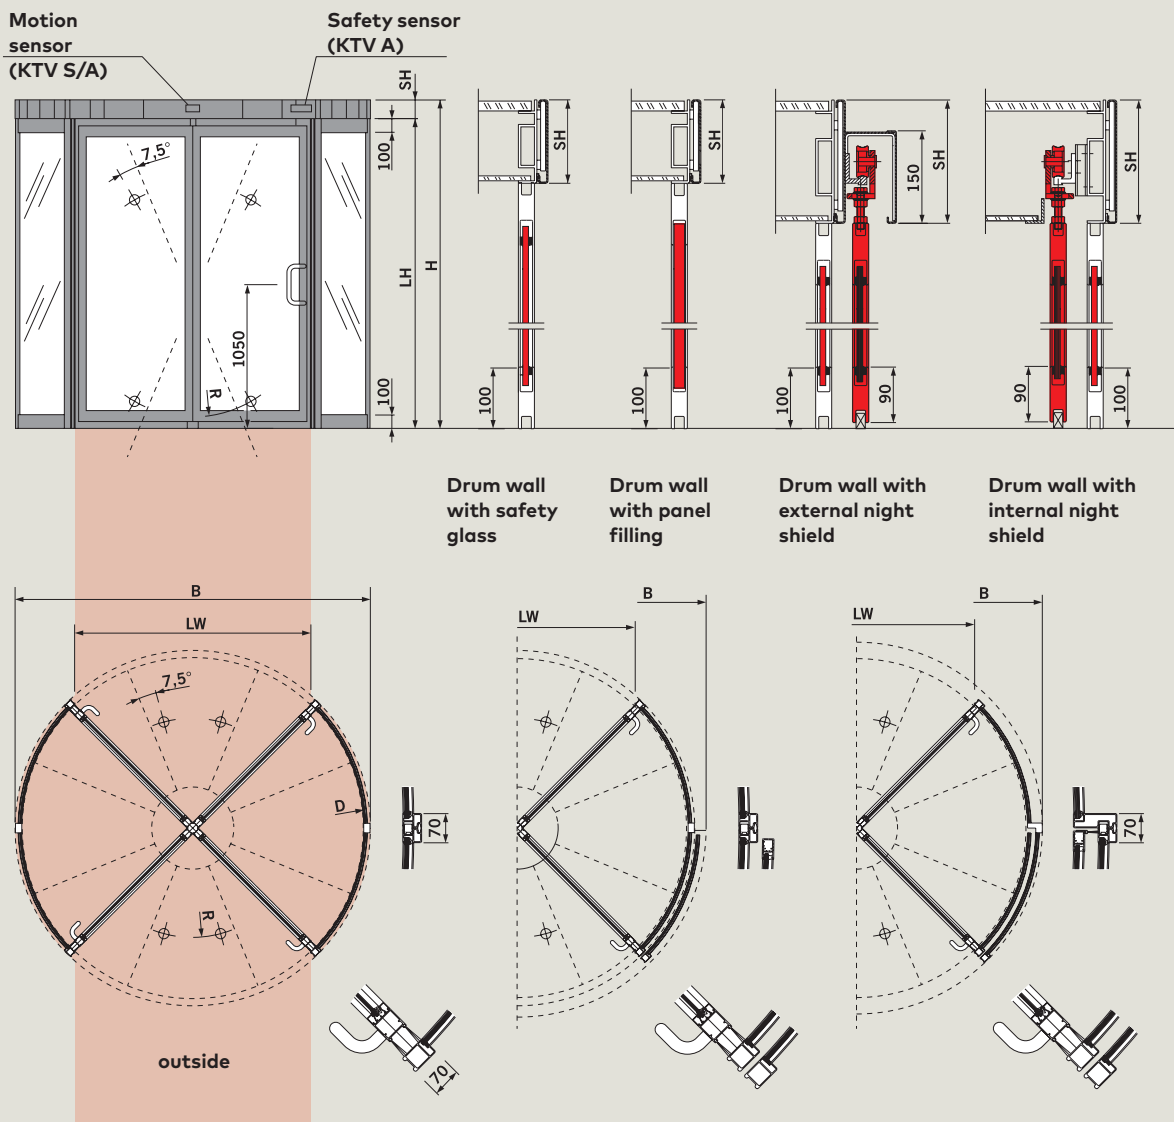 Motion
sensor
(KTV S/A)
Safety sensor
(KTV A)
SH
100
LH
H
7,5°
1050
R
100
SH
100
SH
100
150
SH
100
90
SH
90
100
Drum wall
with safety
glass
Drum wall
with panel
filling
Drum wall with
external night
shield
Drum wall with
internal night
shield
B
LW
7,5°
D
R
70
LW
B
70
LW
B
70
outside
70